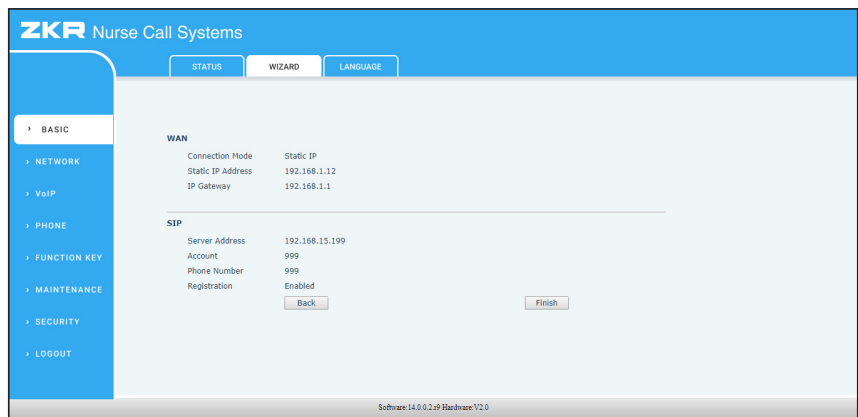 ZKR Nurse Call Systems
STATUS WIZARD LANGUAGE
› BASIC
› NETWORK
› VoIP
› PHONE
› FUNCTION KEY
› MAINTENANCE
› SECURITY
› LOGOUT
WAN
Connection Mode Static IP
Static IP Address 192.168.1.12
IP Gateway 192.168.1.1
SIP
Server Address 192.168.15.199
Account 999
Phone Number 999
Registration Enabled
Back Finish
Software:14.0.0.2.r9 Hardware:V2.0